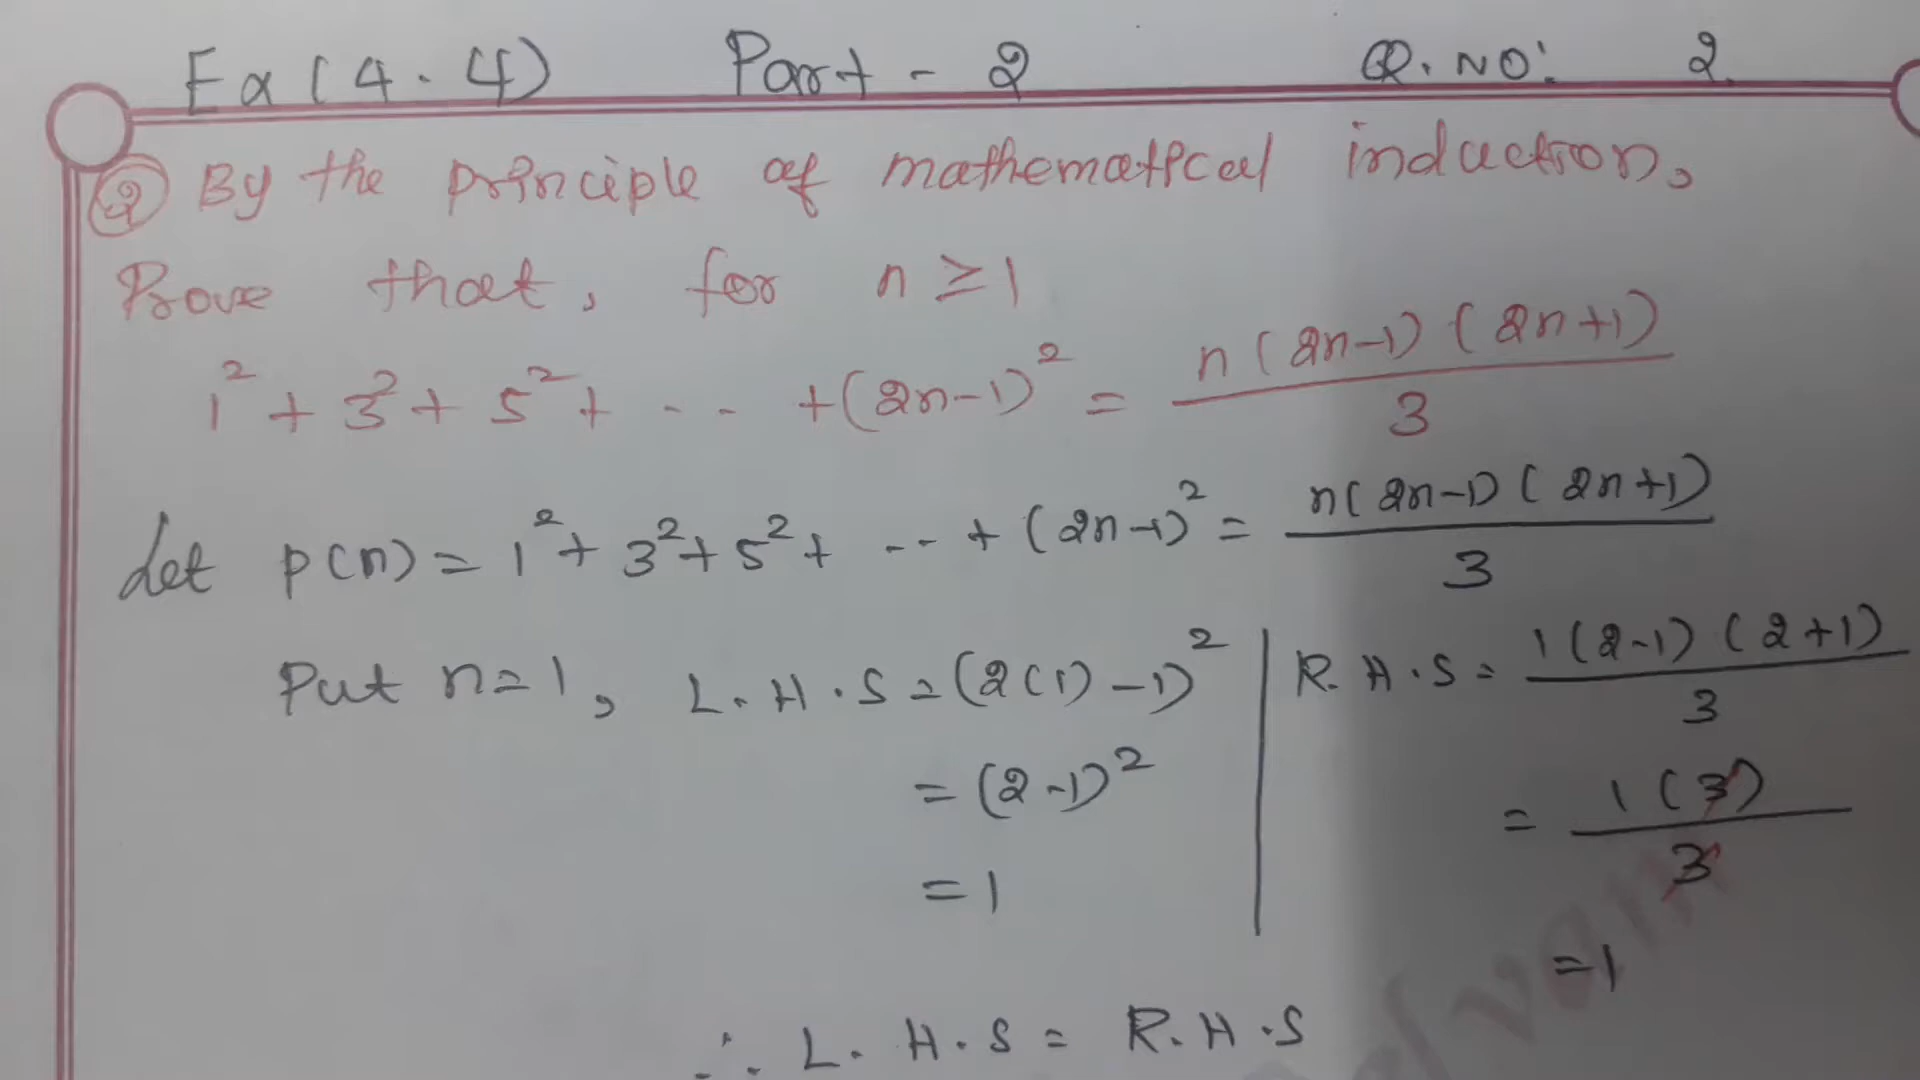 Ex (4.4) Part - 2 Q. NO: 2.
② By the principle of mathematical induction,
Prove that, for n ≥ 1
1² + 3² + 5² + - - + (2n-1)² = n(2n-1)(2n+1) / 3
Let p(n) = 1² + 3² + 5² + - - + (2n-1)² = n(2n-1)(2n+1) / 3
Put n=1, L.H.S = (2(1)-1)² | R.H.S = 1(2-1)(2+1) / 3
= (2-1)² = 1(3) / 3
= 1
= 1
∴ L.H.S = R.H.S